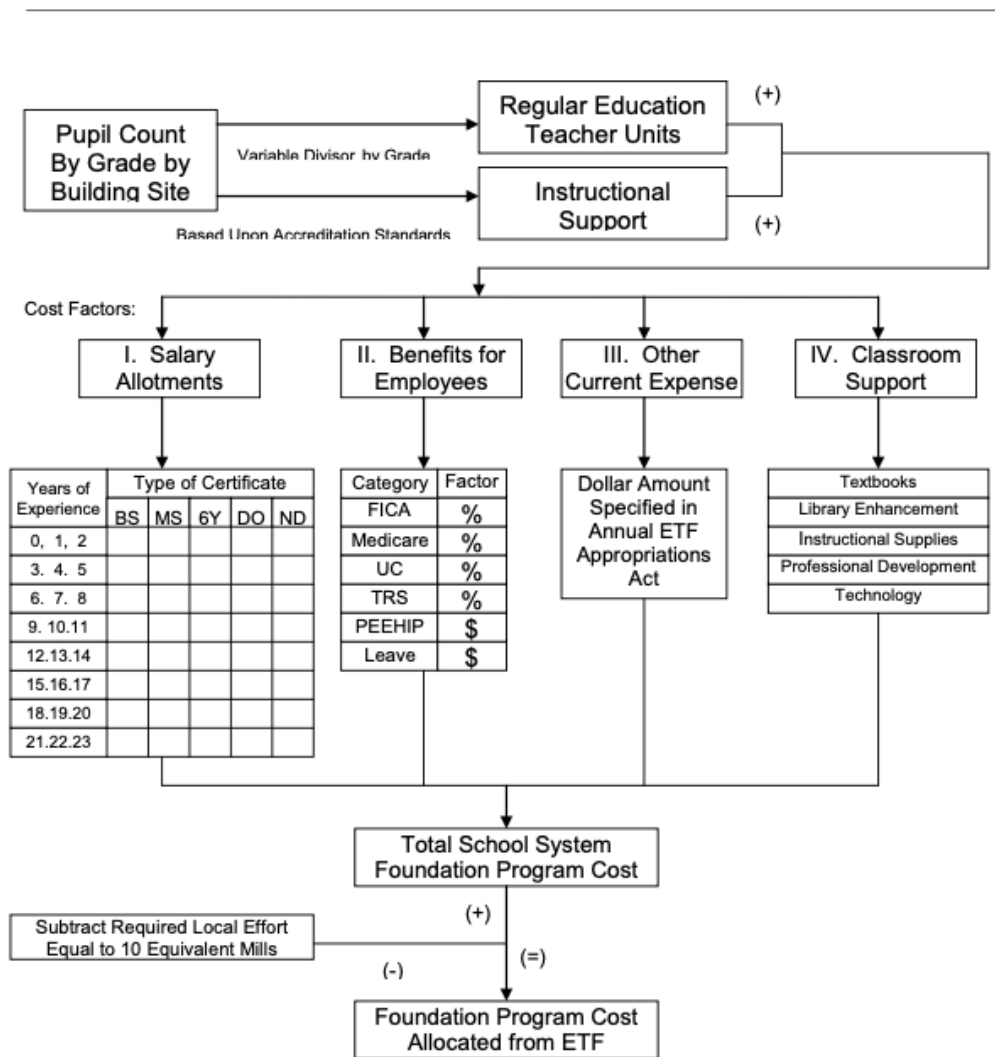 Pupil Count
By Grade by
Building Site
Variable Divisor by Grade
Based Upon Accreditation Standards
Regular Education
Teacher Units
Instructional
Support
(+)
(+)
Cost Factors:
I. Salary
Allotments
II. Benefits for
Employees
III. Other
Current Expense
IV. Classroom
Support
Years of
Experience
Type of Certificate
BS MS 6Y DO ND
0, 1, 2
3. 4. 5
6. 7. 8
9. 10.11
12.13.14
15.16.17
18.19.20
21.22.23
Category Factor
FICA %
Medicare %
UC %
TRS %
PEEHIP $
Leave $
Dollar Amount
Specified in
Annual ETF
Appropriations
Act
Textbooks
Library Enhancement
Instructional Supplies
Professional Development
Technology
Total School System
Foundation Program Cost
(+)
Subtract Required Local Effort
Equal to 10 Equivalent Mills
(-)
(=)
Foundation Program Cost
Allocated from ETF